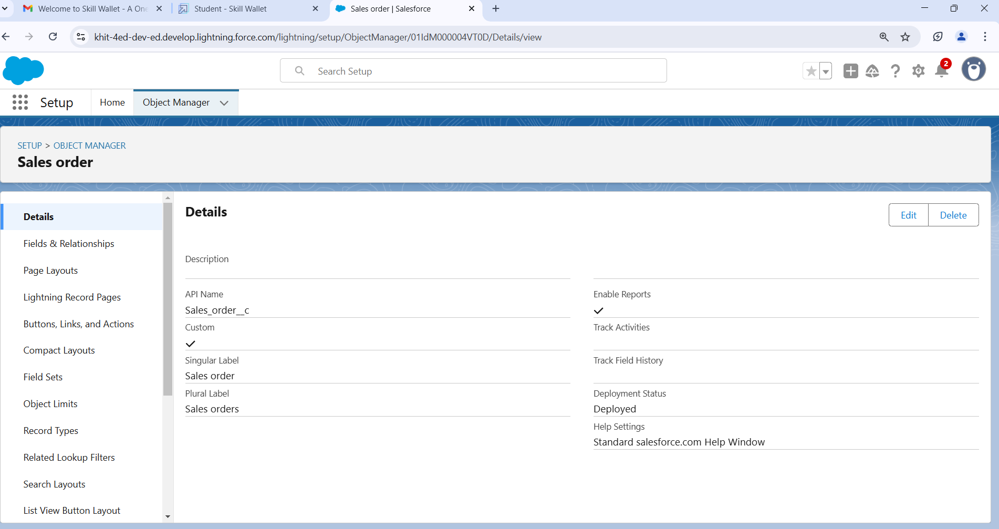 Welcome to Skill Wallet - A One
Student - Skill Wallet
Sales order | Salesforce
khit-4ed-dev-ed.develop.lightning.force.com/lightning/setup/ObjectManager/01IdM000004VT0D/Details/view
Search Setup
2
Setup
Home
Object Manager
SETUP > OBJECT MANAGER
Sales order
Details
Fields & Relationships
Page Layouts
Lightning Record Pages
Buttons, Links, and Actions
Compact Layouts
Field Sets
Object Limits
Record Types
Related Lookup Filters
Search Layouts
List View Button Layout
Details
Edit
Delete
Description
API Name
Sales_order__c
Custom
Singular Label
Sales order
Plural Label
Sales orders
Enable Reports
Track Activities
Track Field History
Deployment Status
Deployed
Help Settings
Standard salesforce.com Help Window